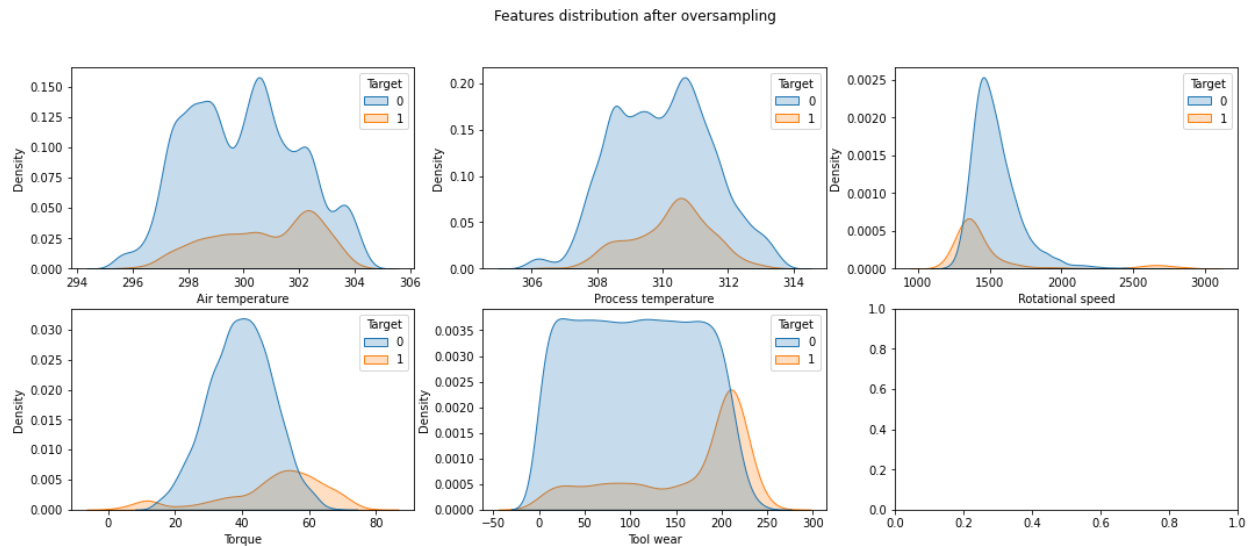 Features distribution after oversampling
0.150
0.125
0.100
0.075
0.050
0.025
0.000
Density
294 296 298 300 302 304 306
Air temperature
Target
0
1
0.20
0.15
0.10
0.05
0.00
Density
306 308 310 312 314
Process temperature
Target
0
1
0.0025
0.0020
0.0015
0.0010
0.0005
0.0000
Density
1000 1500 2000 2500 3000
Rotational speed
Target
0
1
0.030
0.025
0.020
0.015
0.010
0.005
0.000
Density
0 20 40 60 80
Torque
Target
0
1
0.0035
0.0030
0.0025
0.0020
0.0015
0.0010
0.0005
0.0000
Density
−50 0 50 100 150 200 250 300
Tool wear
Target
0
1
1.0
0.8
0.6
0.4
0.2
0.0
0.0 0.2 0.4 0.6 0.8 1.0